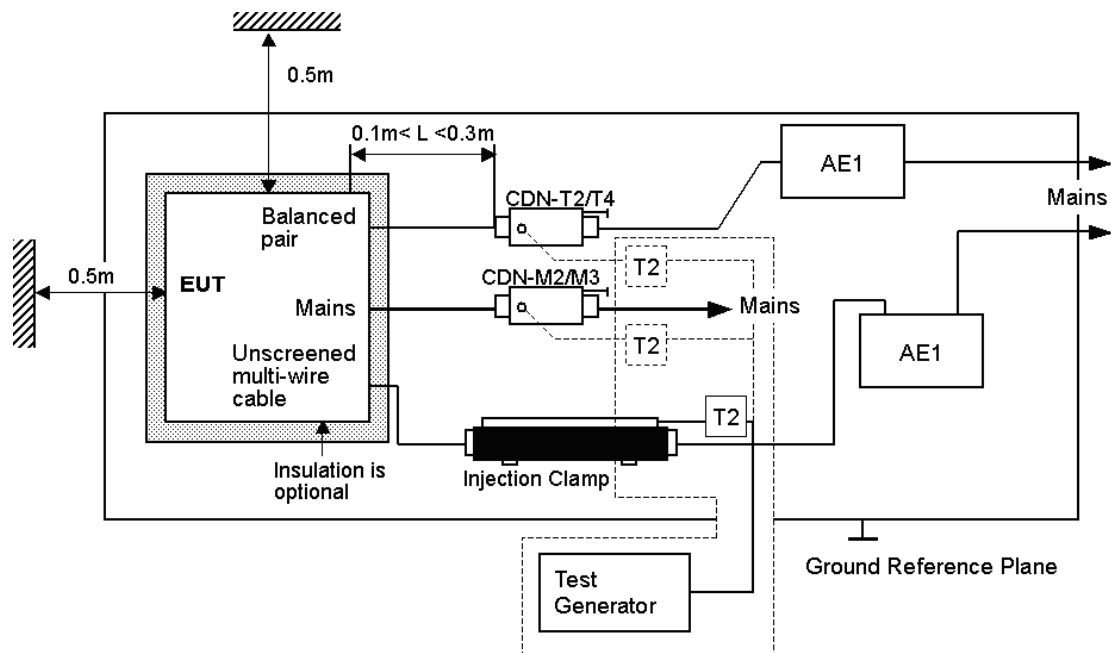 0.5m
0.1m< L <0.3m
AE1
Mains
CDN-T2/T4
Balanced
pair
T2
0.5m
EUT
CDN-M2/M3
Mains
Mains
T2
AE1
Unscreened
multi-wire
cable
T2
Insulation is
optional
Injection Clamp
Test
Generator
Ground Reference Plane